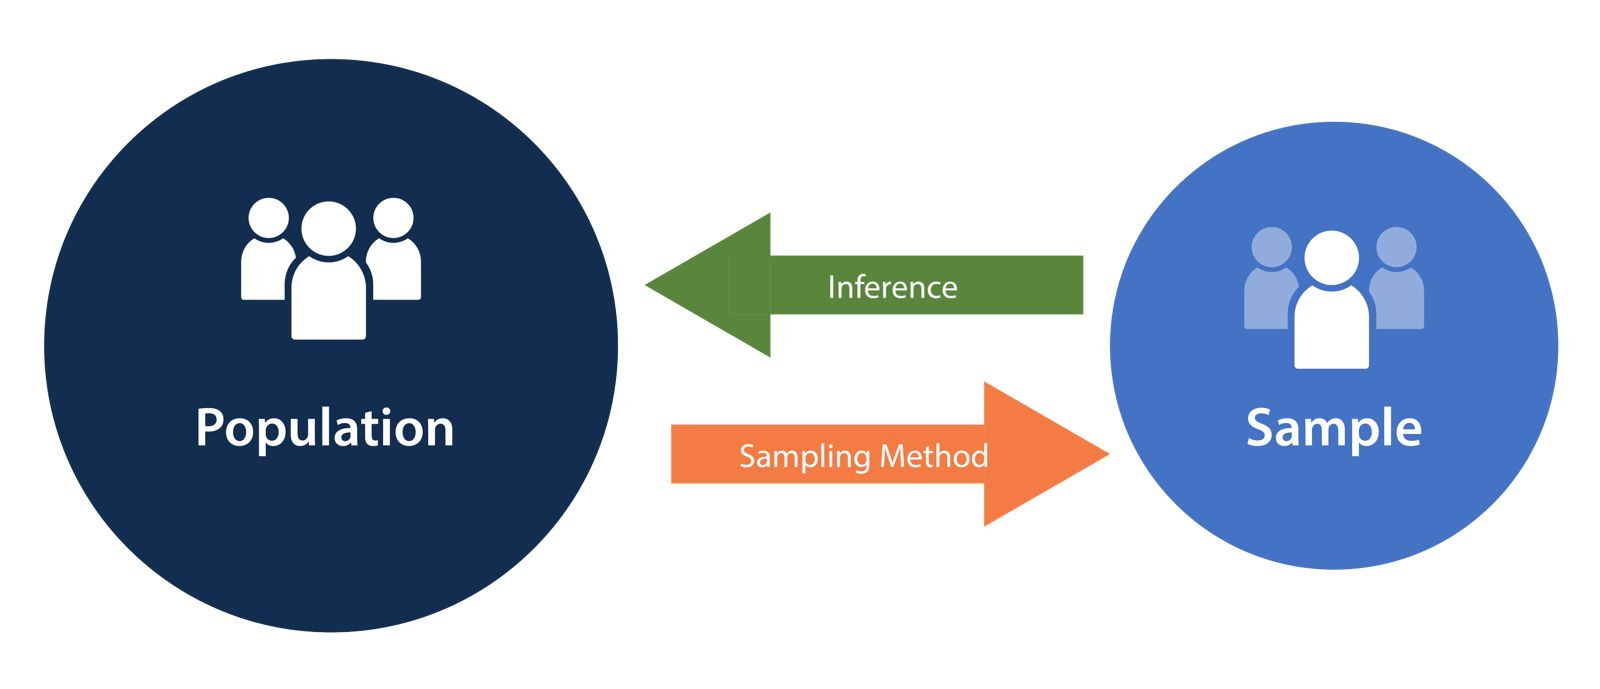 Population
Inference
Sampling Method
Sample